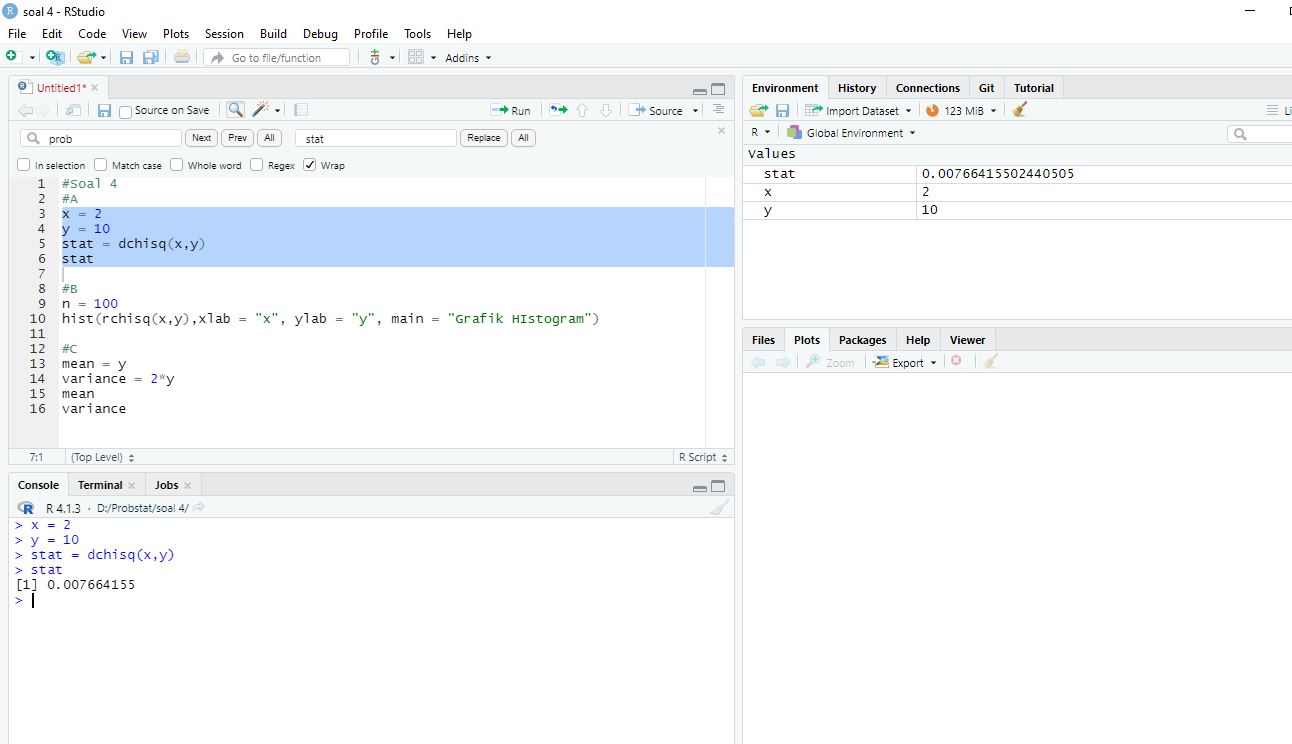 soal 4 - RStudio
File Edit Code View Plots Session Build Debug Profile Tools Help
Go to file/function Addins
Untitled1*
Source on Save Run Source
prob Next Prev All stat Replace All
In selection Match case Whole word Regex Wrap
1 #Soal 4
2 #A
3 x = 2
4 y = 10
5 stat = dchisq(x,y)
6 stat
7
8 #B
9 n = 100
10 hist(rchisq(x,y),xlab = "x", ylab = "y", main = "Grafik HIstogram")
11
12 #C
13 mean = y
14 variance = 2*y
15 mean
16 variance
7:1 (Top Level) R Script
Console Terminal Jobs
R 4.1.3 · D:/Probstat/soal 4/
> x = 2
> y = 10
> stat = dchisq(x,y)
> stat
[1] 0.007664155
>
Environment History Connections Git Tutorial
Import Dataset 123 MiB Li
R Global Environment
Values
stat 0.00766415502440505
x 2
y 10
Files Plots Packages Help Viewer
Zoom Export